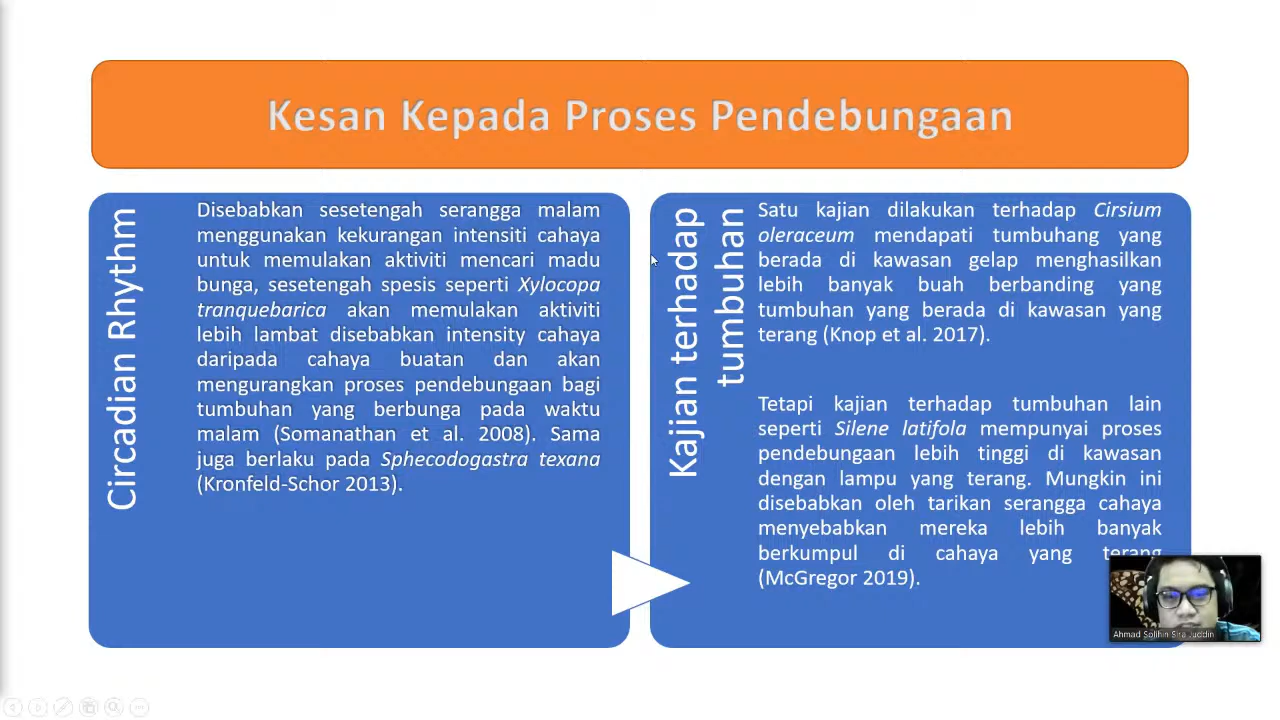 Kesan Kepada Proses Pendebungaan
Circadian Rhythm
Disebabkan sesetengah serangga malam
menggunakan kekurangan intensiti cahaya
untuk memulakan aktiviti mencari madu
bunga, sesetengah spesis seperti Xylocopa
tranquebarica akan memulakan aktiviti
lebih lambat disebabkan intensity cahaya
daripada cahaya buatan dan akan
mengurangkan proses pendebungaan bagi
tumbuhan yang berbunga pada waktu
malam (Somanathan et al. 2008). Sama
juga berlaku pada Sphecodogastra texana
(Kronfeld-Schor 2013).
Kajian terhadap
tumbuhan
Satu kajian dilakukan terhadap Cirsium
oleraceum mendapati tumbuhang yang
berada di kawasan gelap menghasilkan
lebih banyak buah berbanding yang
tumbuhan yang berada di kawasan yang
terang (Knop et al. 2017).
Tetapi kajian terhadap tumbuhan lain
seperti Silene latifola mempunyai proses
pendebungaan lebih tinggi di kawasan
dengan lampu yang terang. Mungkin ini
disebabkan oleh tarikan serangga cahaya
menyebabkan mereka lebih banyak
berkumpul di cahaya yang terang
(McGregor 2019).
Ahmad Solihin Sirajuddin